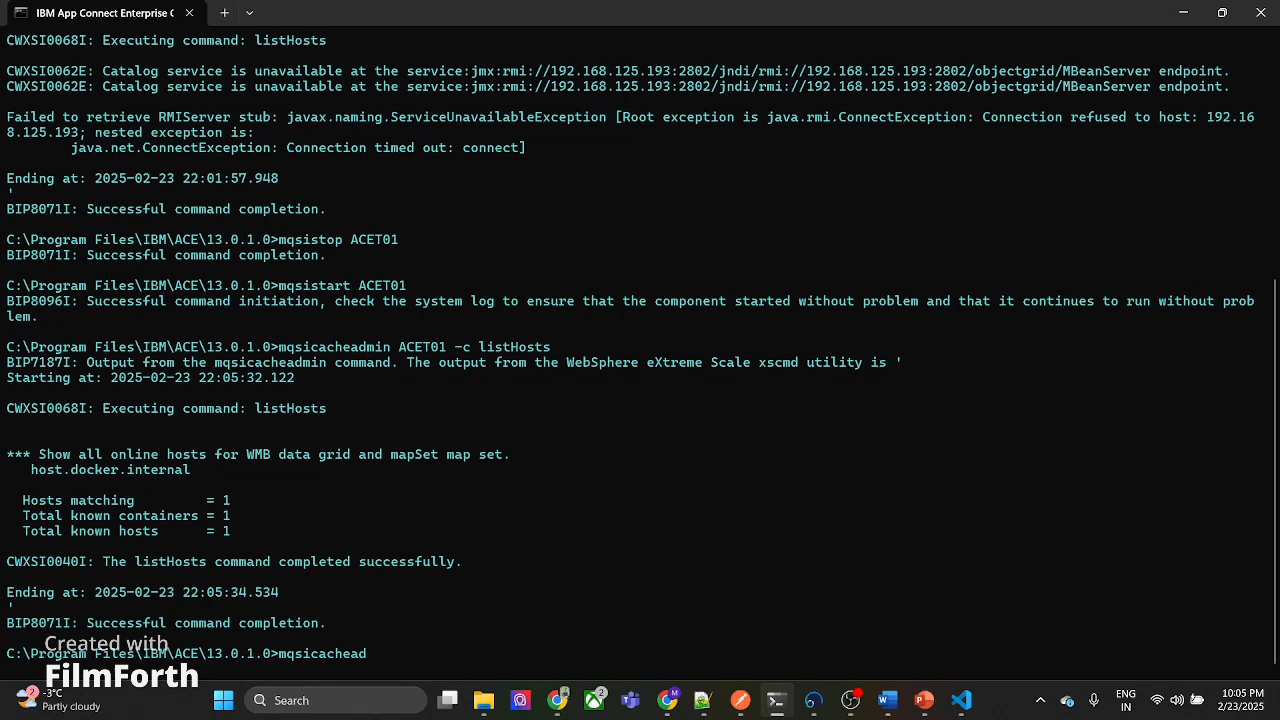 IBM App Connect Enterprise C
CWXSI0068I: Executing command: listHosts
CWXSI0062E: Catalog service is unavailable at the service:jmx:rmi://192.168.125.193:2802/jndi/rmi://192.168.125.193:2802/objectgrid/MBeanServer endpoint.
CWXSI0062E: Catalog service is unavailable at the service:jmx:rmi://192.168.125.193:2802/jndi/rmi://192.168.125.193:2802/objectgrid/MBeanServer endpoint.
Failed to retrieve RMIServer stub: javax.naming.ServiceUnavailableException [Root exception is java.rmi.ConnectException: Connection refused to host: 192.16
8.125.193; nested exception is:
java.net.ConnectException: Connection timed out: connect]
Ending at: 2025-02-23 22:01:57.948
'
BIP8071I: Successful command completion.
C:\Program Files\IBM\ACE\13.0.1.0>mqsistop ACET01
BIP8071I: Successful command completion.
C:\Program Files\IBM\ACE\13.0.1.0>mqsistart ACET01
BIP8096I: Successful command initiation, check the system log to ensure that the component started without problem and that it continues to run without prob
lem.
C:\Program Files\IBM\ACE\13.0.1.0>mqsicacheadmin ACET01 -c listHosts
BIP7187I: Output from the mqsicacheadmin command. The output from the WebSphere eXtreme Scale xscmd utility is '
Starting at: 2025-02-23 22:05:32.122
CWXSI0068I: Executing command: listHosts
*** Show all online hosts for WMB data grid and mapSet map set.
host.docker.internal
Hosts matching = 1
Total known containers = 1
Total known hosts = 1
CWXSI0040I: The listHosts command completed successfully.
Ending at: 2025-02-23 22:05:34.534
'
BIP8071I: Successful command completion.
Created with
C:\Program Files\IBM\ACE\13.0.1.0>mqsicachead
FilmForth
2
-3°C
Partly cloudy
Search
2
M
ENG
IN
10:05 PM
2/23/2025